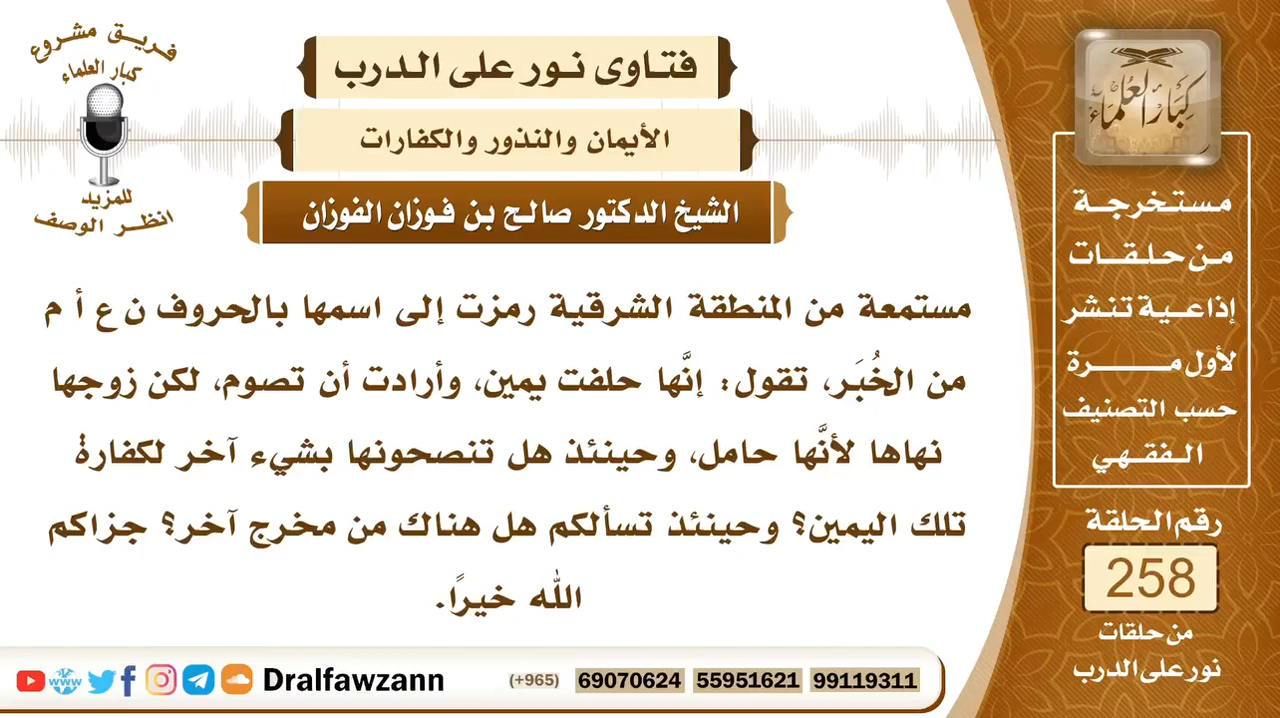 فريق مشروع
كبار العلماء
للمزيد
انظر الوصف
فتاوى نور على الدرب
الأيمان والنذور والكفارات
الشيخ الدكتور صالح بن فوزان الفوزان
مستمعة من المنطقة الشرقية رمزت إلى اسمها بالحروف ن ع أ م
من الخُبَر، تقول: إنَّها حلفت يمين، وأرادت أن تصوم، لكن زوجها
نهاها لأنَّها حامل، وحينئذ هل تنصحونها بشيء آخر لكفارة
تلك اليمين؟ وحينئذ تسألكم هل هناك من مخرج آخر؟ جزاكم
الله خيرًا.
كبار العلماء
مستخرجة
من حلقات
إذاعية تنشر
لأول مرة
حسب التصنيف
الفقهي
رقم الحلقة
258
من حلقات
نور على الدرب
www Dralfawzann (+965) 69070624 55951621 99119311